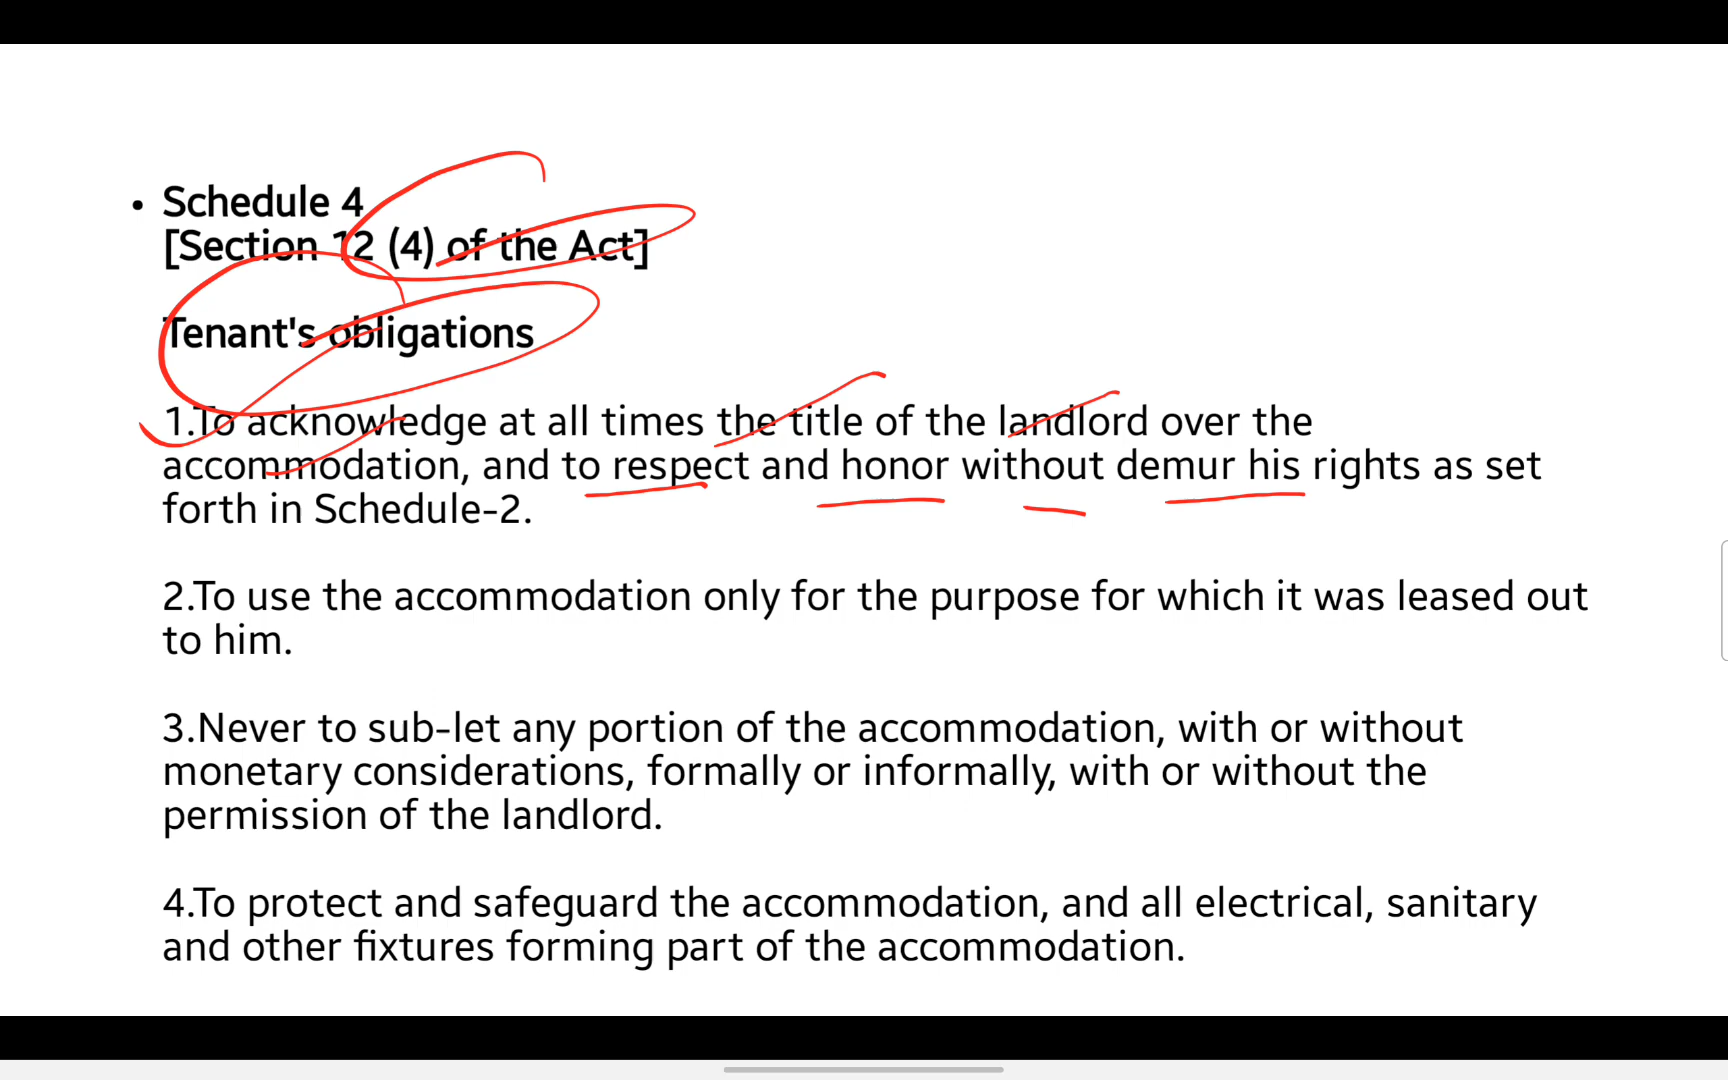 • Schedule 4
[Section 12 (4) of the Act]
Tenant's obligations
1.To acknowledge at all times the title of the landlord over the
accommodation, and to respect and honor without demur his rights as set
forth in Schedule-2.
2.To use the accommodation only for the purpose for which it was leased out
to him.
3.Never to sub-let any portion of the accommodation, with or without
monetary considerations, formally or informally, with or without the
permission of the landlord.
4.To protect and safeguard the accommodation, and all electrical, sanitary
and other fixtures forming part of the accommodation.